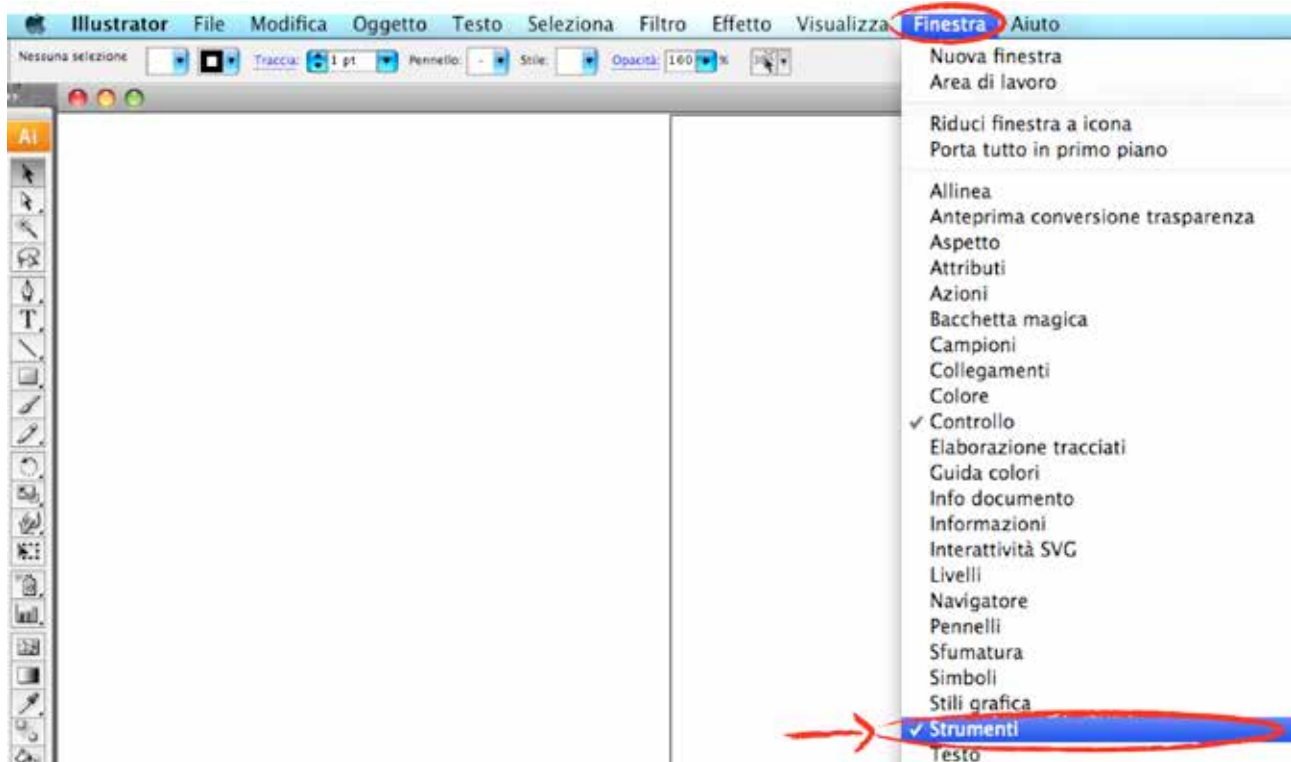 Illustrator File Modifica Oggetto Testo Seleziona Filtro Effetto Visualizza Finestra Aiuto
Nessuna selezione Traccia: 1 pt Pennello: - Stile: Opacità: 100 %
Ai
T
Nuova finestra
Area di lavoro
Riduci finestra a icona
Porta tutto in primo piano
Allinea
Anteprima conversione trasparenza
Aspetto
Attributi
Azioni
Bacchetta magica
Campioni
Collegamenti
Colore
✓ Controllo
Elaborazione tracciati
Guida colori
Info documento
Informazioni
Interattività SVG
Livelli
Navigatore
Pennelli
Sfumatura
Simboli
Stili grafica
✓ Strumenti
Testo